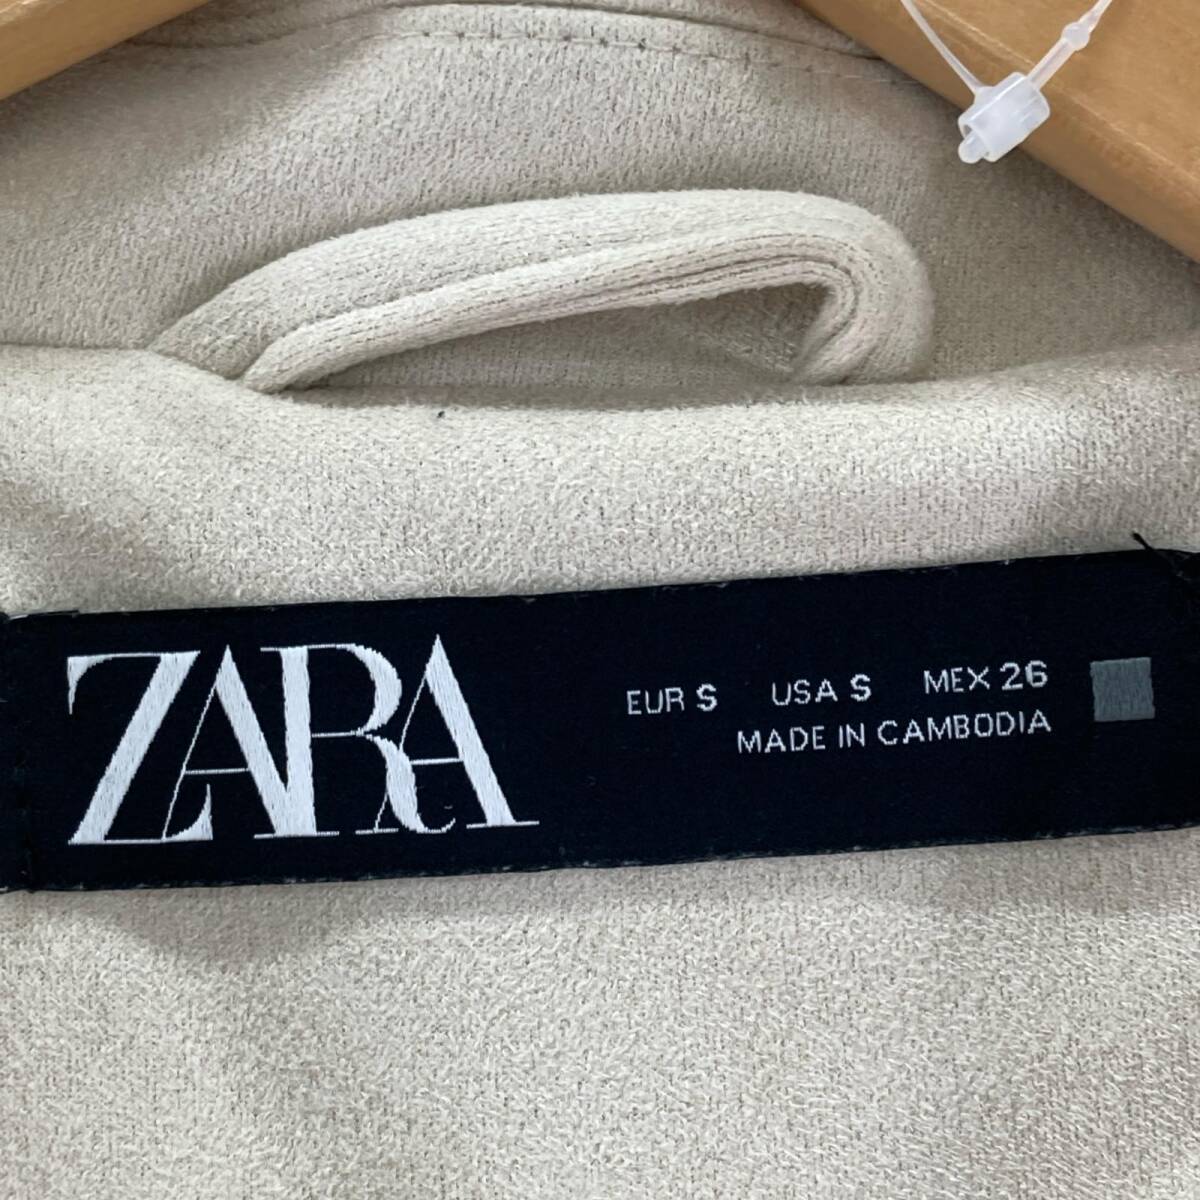 ZARA
EUR S USA S MEX 26
MADE IN CAMBODIA